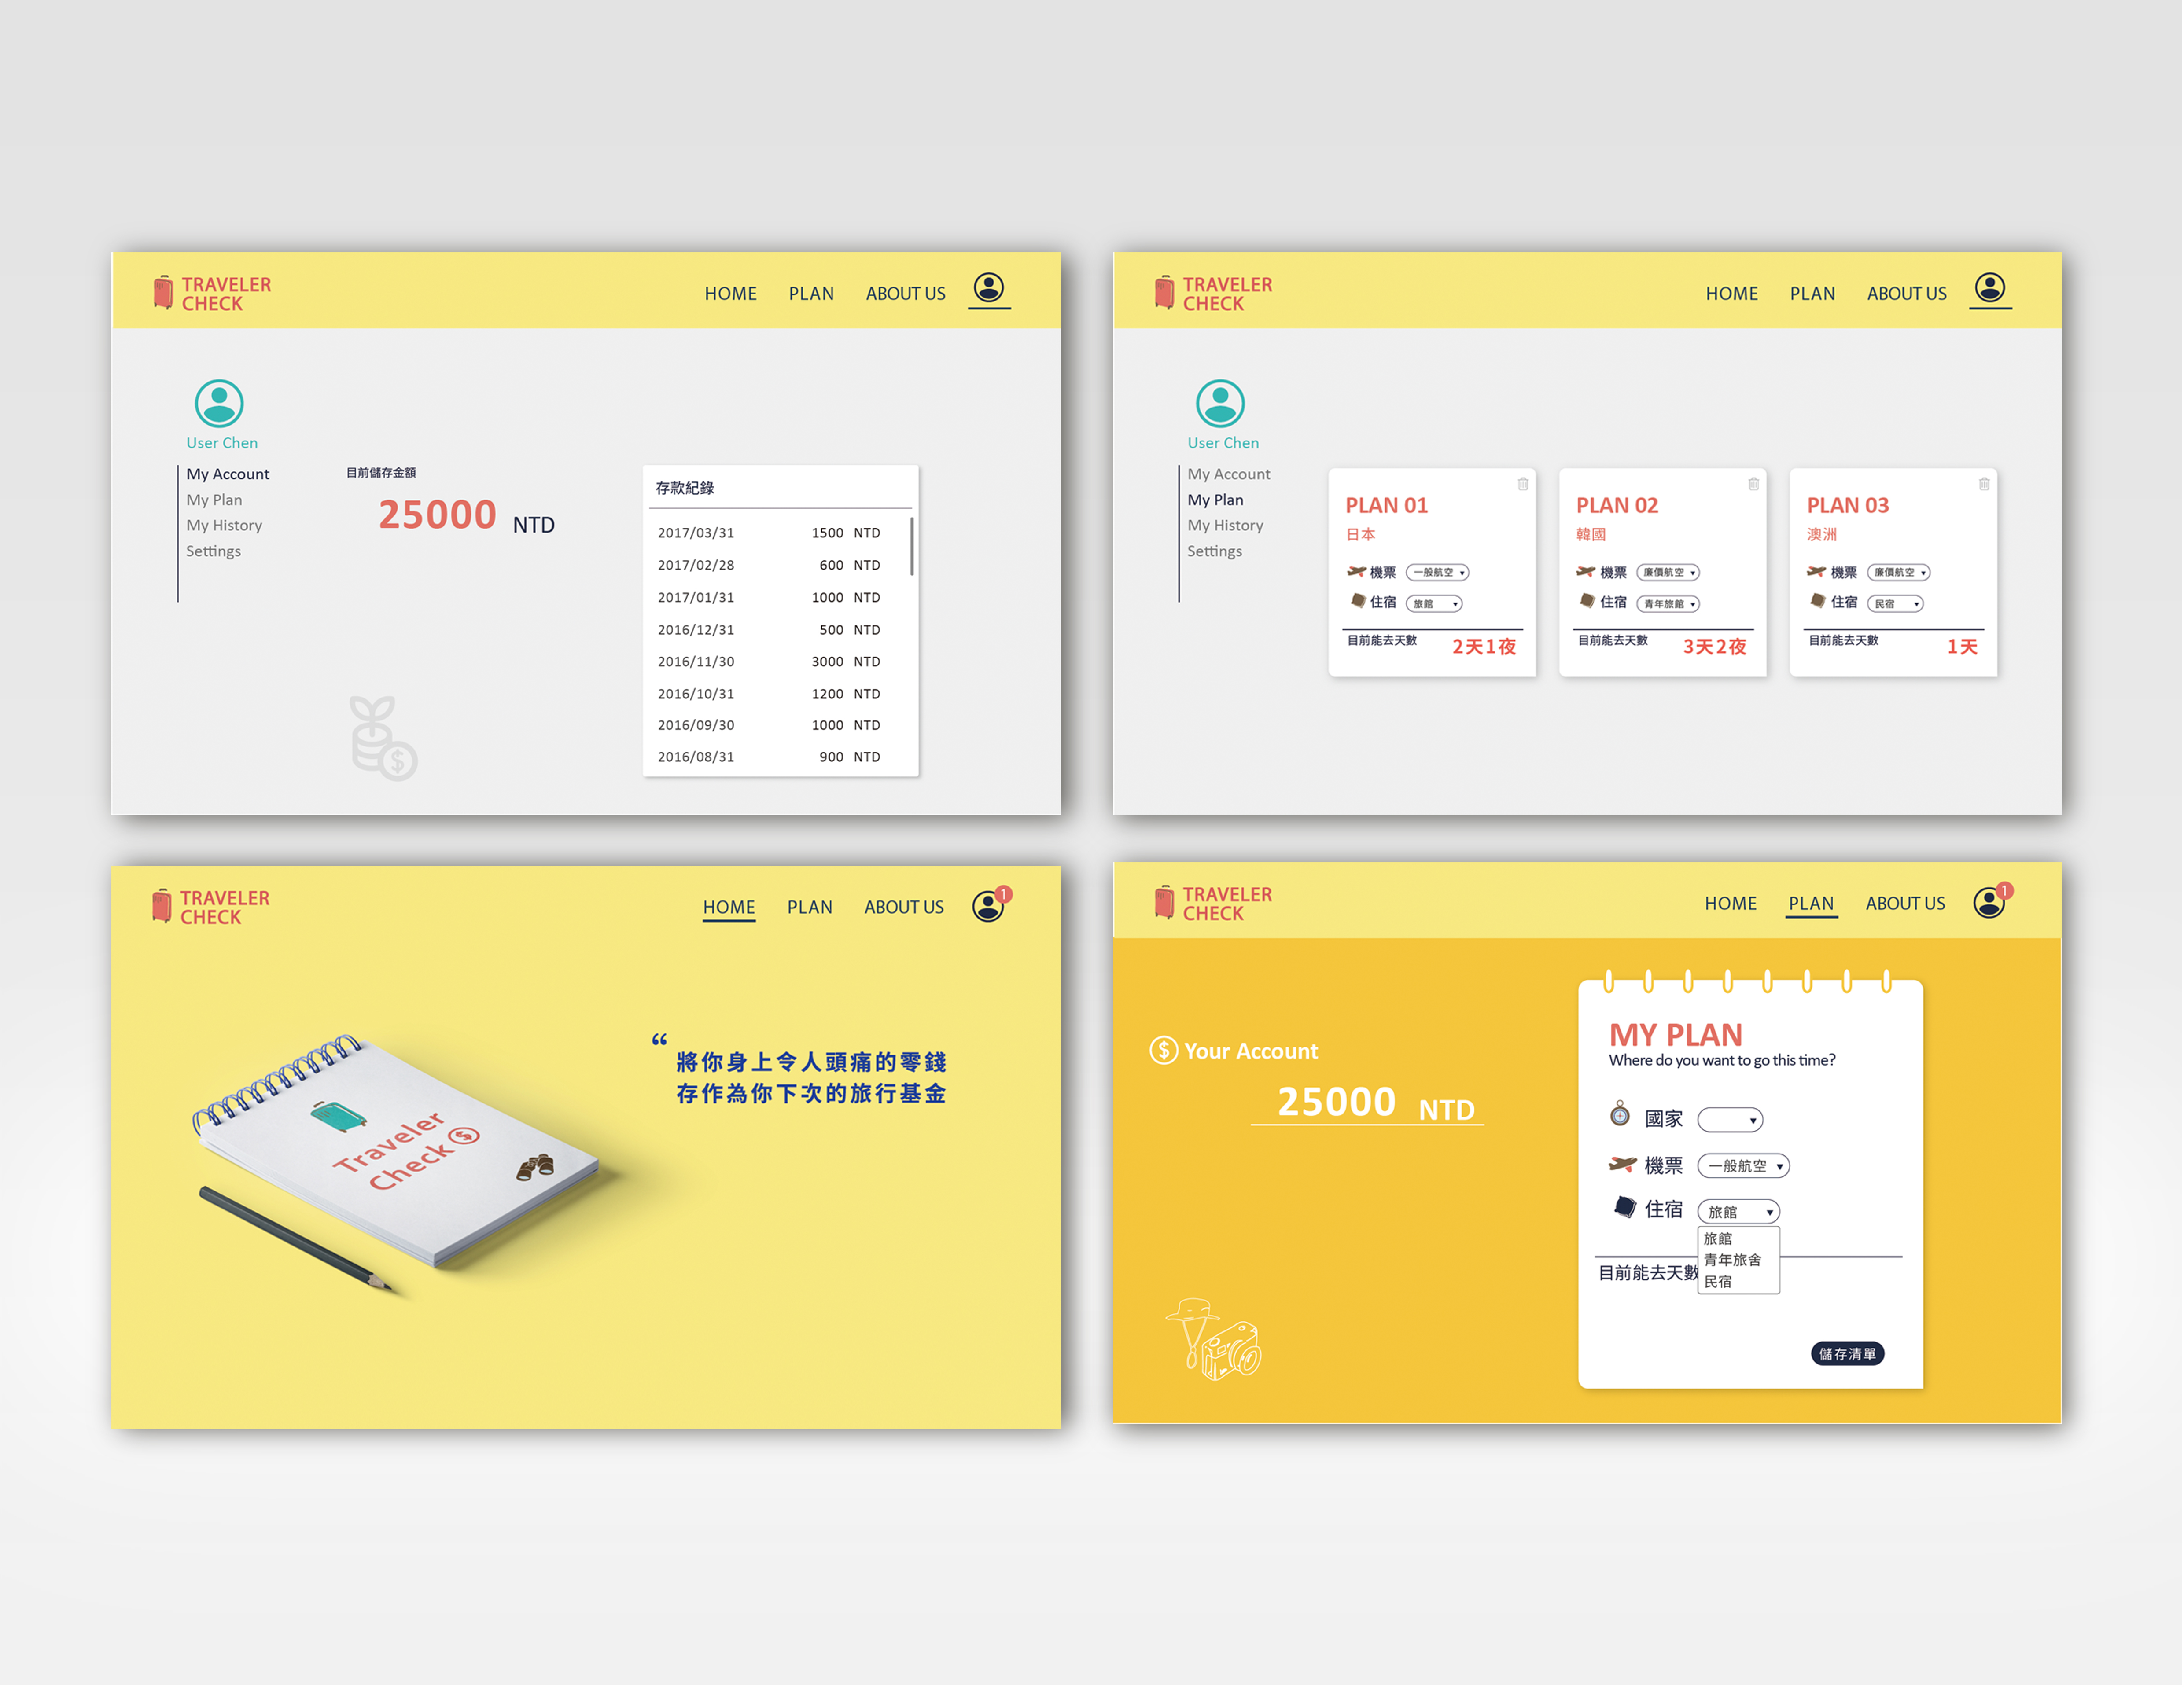 TRAVELER
CHECK
HOME PLAN ABOUT US
User Chen
My Account
My Plan
My History
Settings
目前儲存金額
25000 NTD
存款紀錄
2017/03/31 1500 NTD
2017/02/28 600 NTD
2017/01/31 1000 NTD
2016/12/31 500 NTD
2016/11/30 3000 NTD
2016/10/31 1200 NTD
2016/09/30 1000 NTD
2016/08/31 900 NTD
$
TRAVELER
CHECK
HOME PLAN ABOUT US
User Chen
My Account
My Plan
My History
Settings
PLAN 01
日本
機票 一般航空
住宿 旅館
目前能去天數 2天1夜
PLAN 02
韓國
機票 廉價航空
住宿 青年旅館
目前能去天數 3天2夜
PLAN 03
澳洲
機票 廉價航空
住宿 民宿
目前能去天數 1天
TRAVELER
CHECK
HOME PLAN ABOUT US 1
Traveler
Check $
“
將你身上令人頭痛的零錢
存作為你下次的旅行基金
TRAVELER
CHECK
HOME PLAN ABOUT US 1
$ Your Account
25000 NTD
MY PLAN
Where do you want to go this time?
國家
機票 一般航空
住宿 旅館
旅館
青年旅舍
民宿
目前能去天數
儲存清單